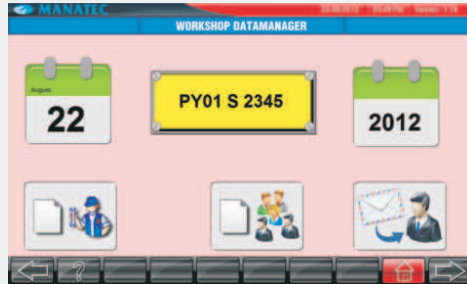 MANATEC
WORKSHOP DATAMANAGER
August
22
PY01 S 2345
2012
?